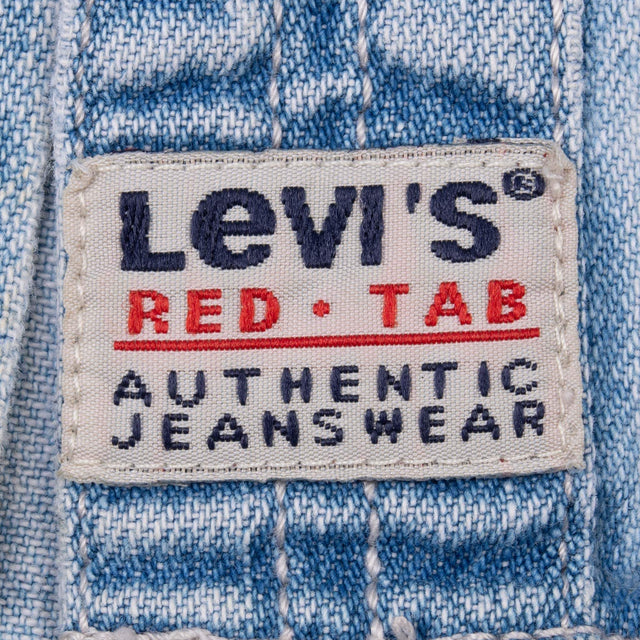 LeVI'S®
RED • TAB
AUTHENTIC
JEANSWEAR